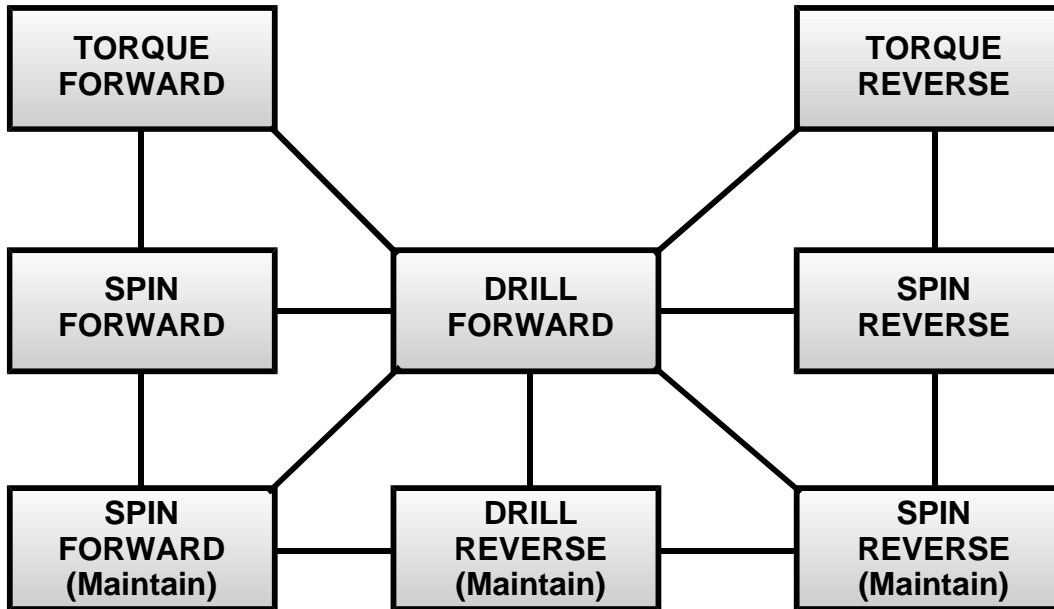 TORQUE
FORWARD
TORQUE
REVERSE
SPIN
FORWARD
DRILL
FORWARD
SPIN
REVERSE
SPIN
FORWARD
(Maintain)
DRILL
REVERSE
(Maintain)
SPIN
REVERSE
(Maintain)